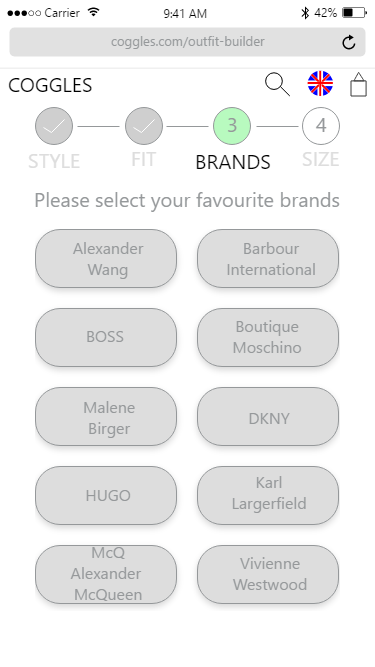 Carrier 9:41 AM 42%
coggles.com/outfit-builder
COGGLES
3 4
STYLE FIT BRANDS SIZE
Please select your favourite brands
Alexander
Wang
Barbour
International
BOSS
Boutique
Moschino
Malene
Birger
DKNY
HUGO
Karl
Largerfield
McQ
Alexander
McQueen
Vivienne
Westwood